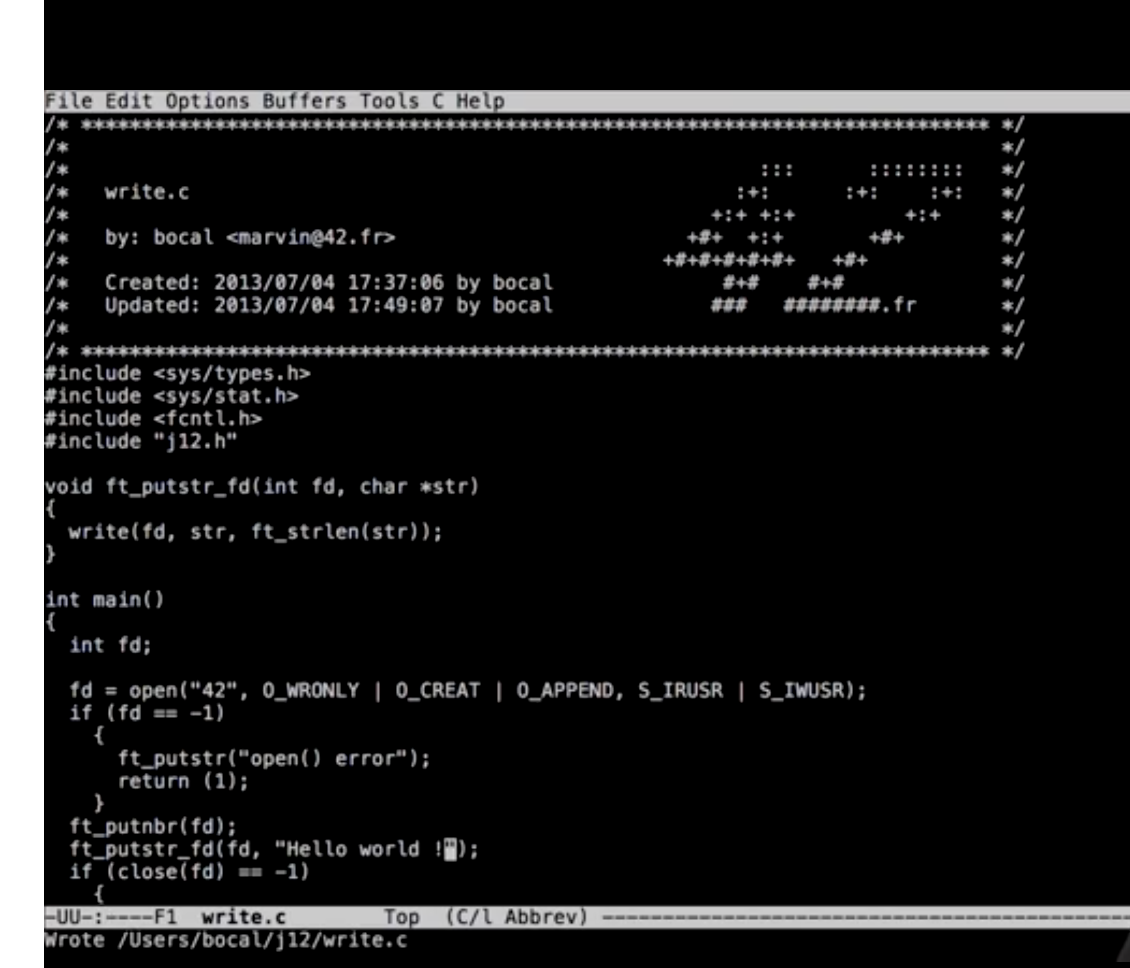 File Edit Options Buffers Tools C Help
/* *************************************************************************** */
/*                                                                             */
/*                                                         :::      ::::::::   */
/*   write.c                                             :+:      :+:    :+:   */
/*                                                     +:+ +:+         +:+     */
/*   by: bocal <marvin@42.fr>                        +#+  +:+       +#+        */
/*                                                 +#+#+#+#+#+   +#+           */
/*   Created: 2013/07/04 17:37:06 by bocal              #+#    #+#             */
/*   Updated: 2013/07/04 17:49:07 by bocal             ###   ########.fr       */
/*                                                                             */
/* *************************************************************************** */
#include <sys/types.h>
#include <sys/stat.h>
#include <fcntl.h>
#include "j12.h"

void ft_putstr_fd(int fd, char *str)
{
  write(fd, str, ft_strlen(str));
}

int main()
{
  int fd;

  fd = open("42", O_WRONLY | O_CREAT | O_APPEND, S_IRUSR | S_IWUSR);
  if (fd == -1)
    {
      ft_putstr("open() error");
      return (1);
    }
  ft_putnbr(fd);
  ft_putstr_fd(fd, "Hello world !");
  if (close(fd) == -1)
    {
-UU-:----F1  write.c        Top  (C/l Abbrev) --------------------------------------------
Wrote /Users/bocal/j12/write.c